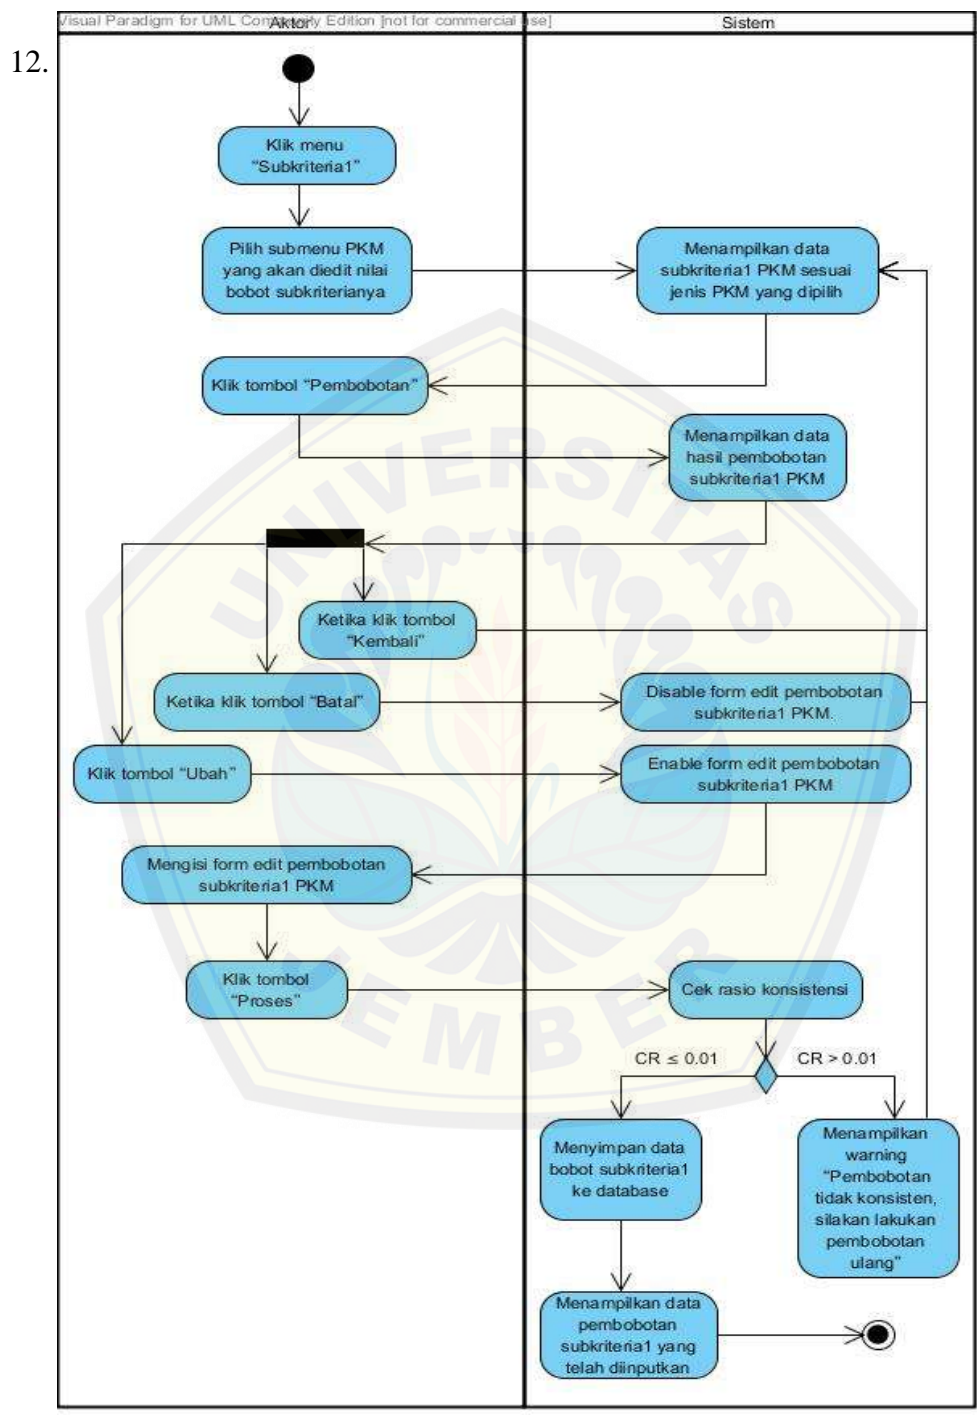 Visual Paradigm for UML Community Edition [not for commercial use]
Aktor
Sistem
12.
Klik menu
"Subkriteria1"
Pilih submenu PKM
yang akan diedit nilai
bobot subkriterianya
Menampilkan data
subkriteria1 PKM sesuai
jenis PKM yang dipilih
Klik tombol "Pembobotan"
Menampilkan data
hasil pembobotan
subkriteria1 PKM
Ketika klik tombol
"Kembali"
Ketika klik tombol "Batal"
Disable form edit pembobotan
subkriteria1 PKM.
Klik tombol "Ubah"
Enable form edit pembobotan
subkriteria1 PKM
Mengisi form edit pembobotan
subkriteria1 PKM
Klik tombol
"Proses"
Cek rasio konsistensi
CR ≤ 0.01
CR > 0.01
Menyimpan data
bobot subkriteria1
ke database
Menampilkan
warning
"Pembobotan
tidak konsisten,
silakan lakukan
pembobotan
ulang"
Menampilkan data
pembobotan
subkriteria1 yang
telah diinputkan
UNIVERSITAS
JEMBER